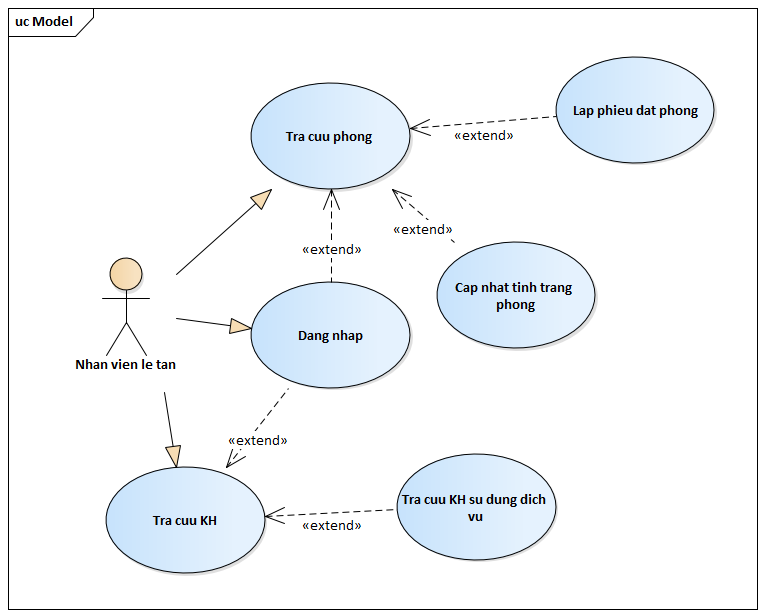 uc Model
Tra cuu phong
Lap phieu dat phong
«extend»
«extend»
«extend»
Cap nhat tinh trang
phong
Dang nhap
Nhan vien le tan
«extend»
Tra cuu KH su dung dich
vu
Tra cuu KH
«extend»